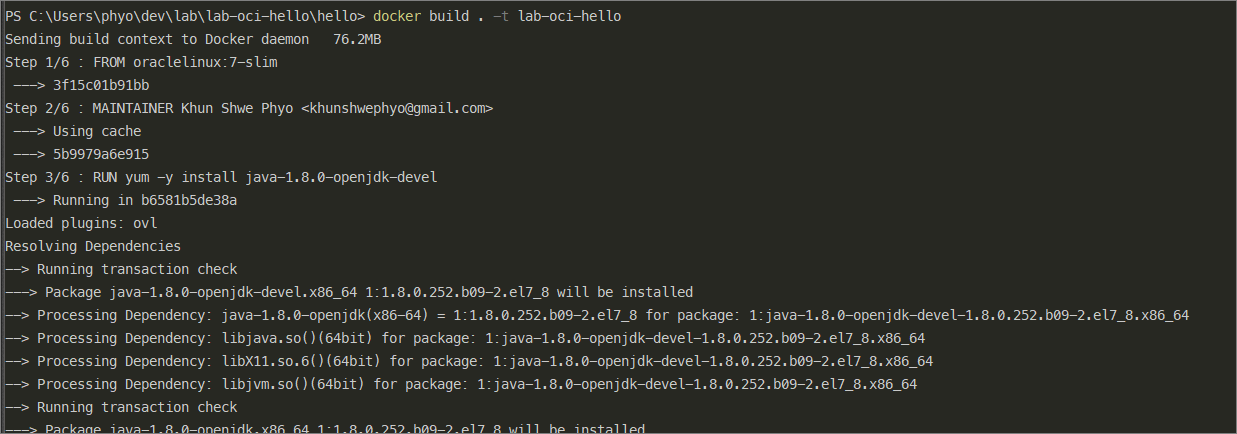 PS C:\Users\phyo\dev\lab\lab-oci-hello\hello> docker build . -t lab-oci-hello
Sending build context to Docker daemon   76.2MB
Step 1/6 : FROM oraclelinux:7-slim
 ---> 3f15c01b91bb
Step 2/6 : MAINTAINER Khun Shwe Phyo <khunshwephyo@gmail.com>
 ---> Using cache
 ---> 5b9979a6e915
Step 3/6 : RUN yum -y install java-1.8.0-openjdk-devel
 ---> Running in b6581b5de38a
Loaded plugins: ovl
Resolving Dependencies
--> Running transaction check
---> Package java-1.8.0-openjdk-devel.x86_64 1:1.8.0.252.b09-2.el7_8 will be installed
--> Processing Dependency: java-1.8.0-openjdk(x86-64) = 1:1.8.0.252.b09-2.el7_8 for package: 1:java-1.8.0-openjdk-devel-1.8.0.252.b09-2.el7_8.x86_64
--> Processing Dependency: libjava.so()(64bit) for package: 1:java-1.8.0-openjdk-devel-1.8.0.252.b09-2.el7_8.x86_64
--> Processing Dependency: libX11.so.6()(64bit) for package: 1:java-1.8.0-openjdk-devel-1.8.0.252.b09-2.el7_8.x86_64
--> Processing Dependency: libjvm.so()(64bit) for package: 1:java-1.8.0-openjdk-devel-1.8.0.252.b09-2.el7_8.x86_64
--> Running transaction check
---> Package java-1.8.0-openjdk.x86_64 1:1.8.0.252.b09-2.el7_8 will be installed